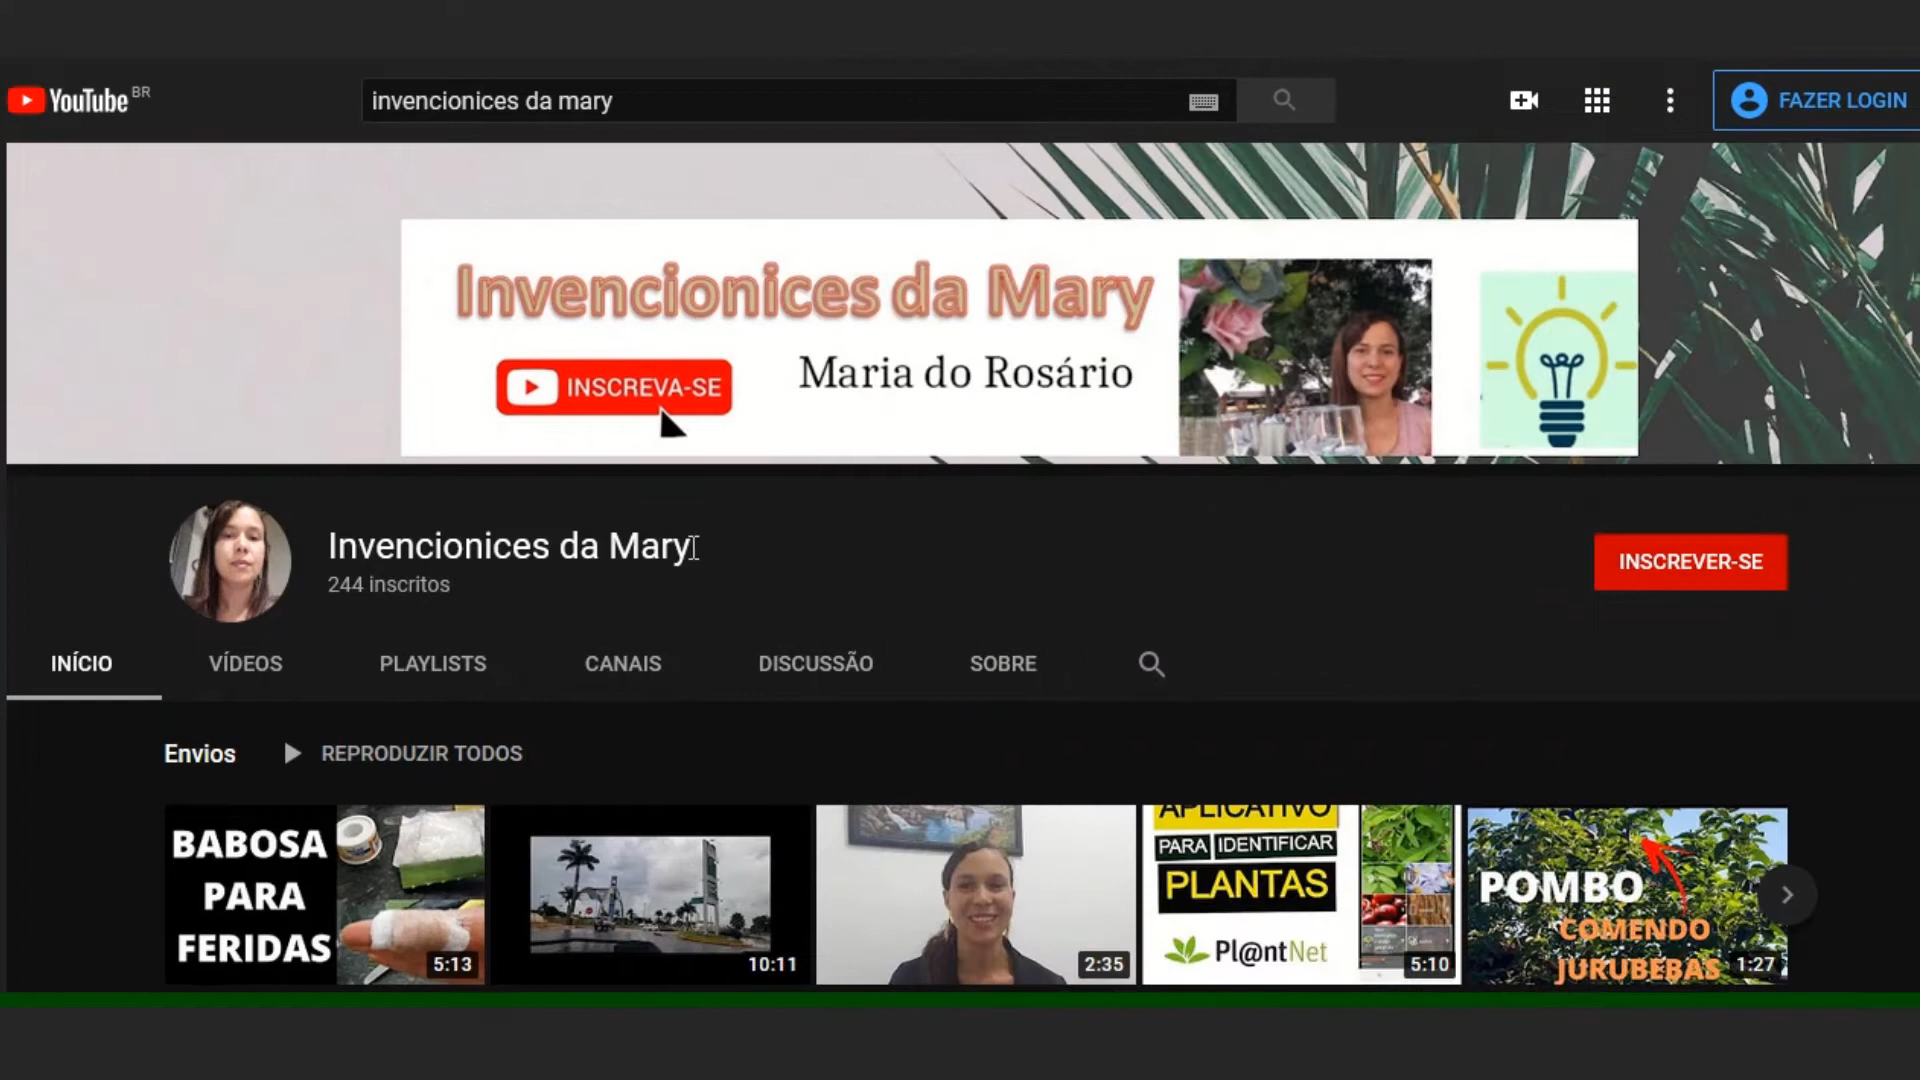 YouTube BR
invencionices da mary
FAZER LOGIN
Invencionices da Mary
INSCREVA-SE
Maria do Rosário
Invencionices da Mary
244 inscritos
INSCREVER-SE
INÍCIO
VÍDEOS
PLAYLISTS
CANAIS
DISCUSSÃO
SOBRE
Envios
REPRODUZIR TODOS
BABOSA
PARA
FERIDAS
5:13
10:11
2:35
APLICATIVO
PARA IDENTIFICAR
PLANTAS
Pl@ntNet
5:10
POMBO
COMENDO
JURUBEBAS
1:27